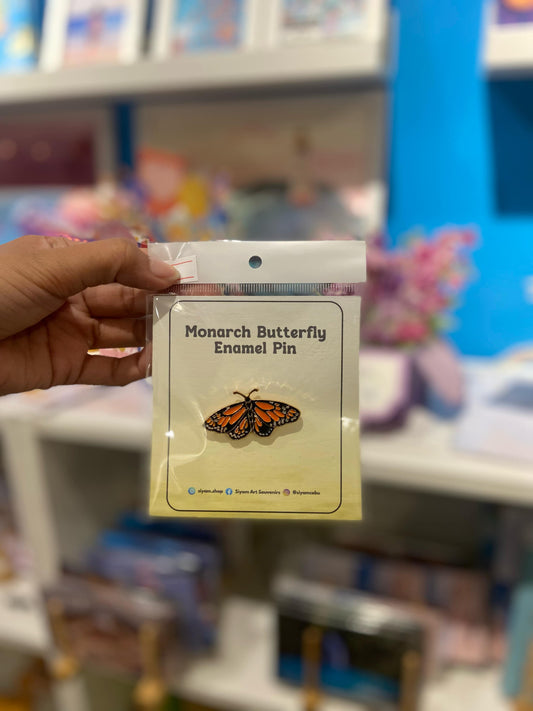 Monarch Butterfly
Enamel Pin
siyam.shop Siyam Art Souvenirs @siyamcebu